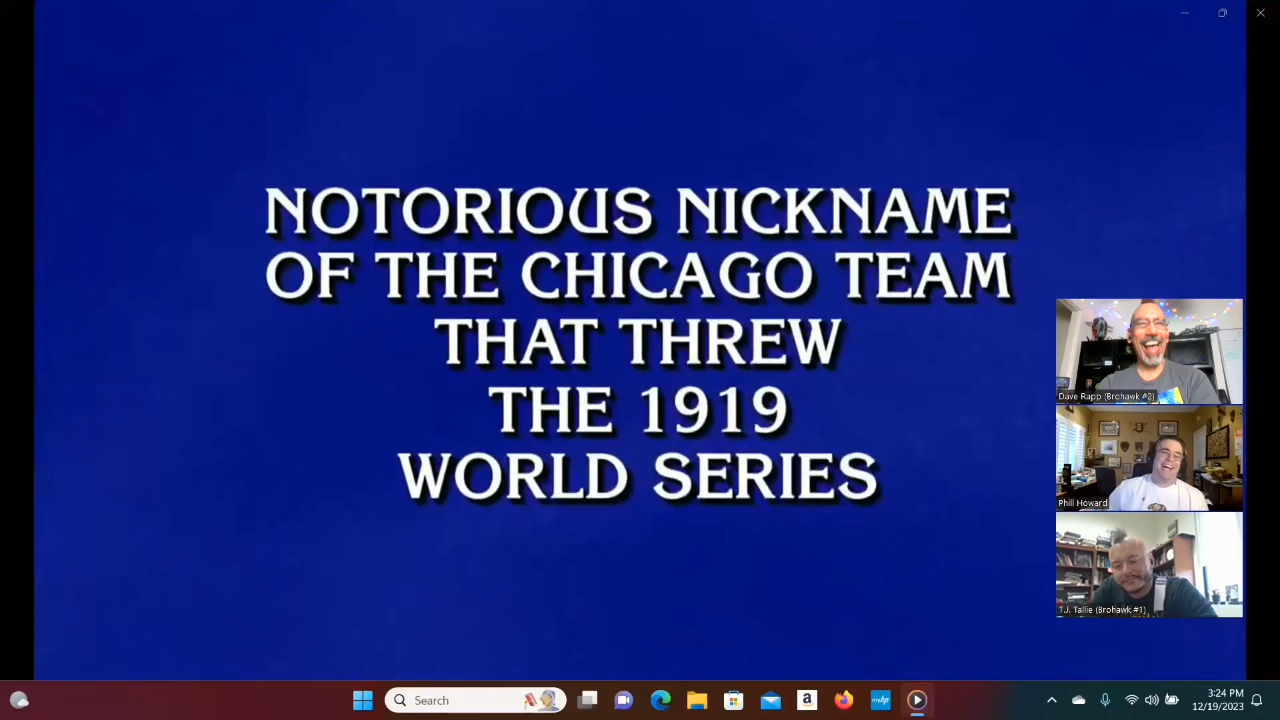 NOTORIOUS NICKNAME
OF THE CHICAGO TEAM
THAT THREW
THE 1919
WORLD SERIES
Dave Rapp (Brohawk #2)
Phill Howard
T.J. Tallie (Brohawk #1)
Search
a
myhp
3:24 PM
12/19/2023